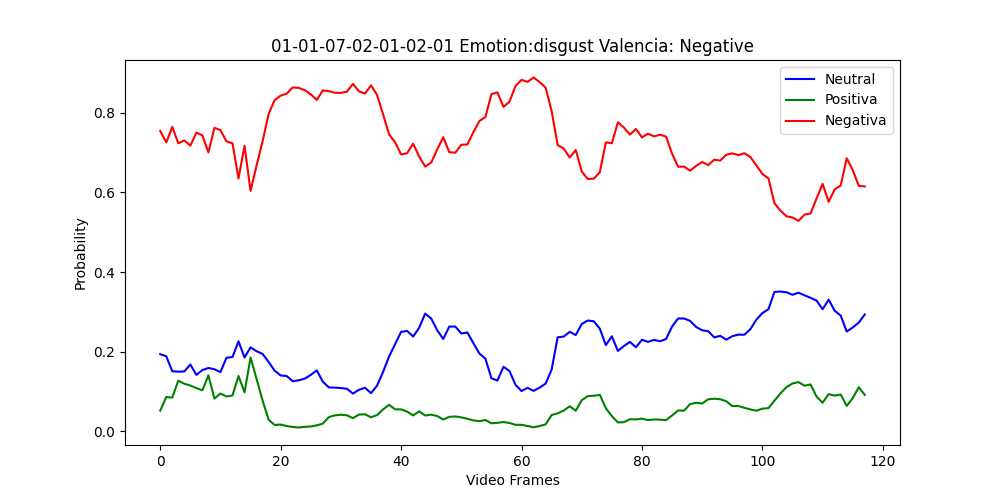 01-01-07-02-01-02-01 Emotion:disgust Valencia: Negative
Neutral
Positiva
Negativa
Probability
0.8
0.6
0.4
0.2
0.0
0 20 40 60 80 100 120
Video Frames